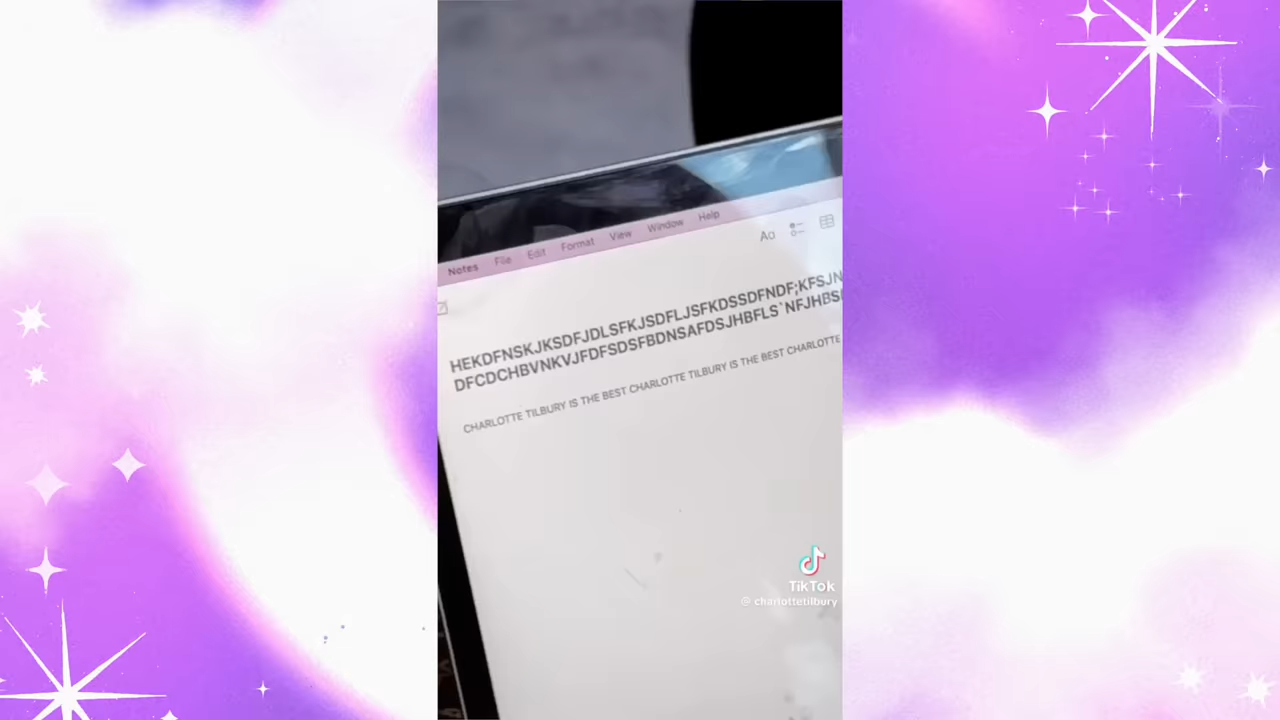 Notes File Edit Format View Window Help
Aa
HEKDFNSKJKSDFJDLSFKJSDFLJSFKDSSDFNDF;KFSJN
DFCDCHBVNKVJFDFSDSFBDNSAFDSJHBFLS`NFJHBS
CHARLOTTE TILBURY IS THE BEST CHARLOTTE TILBURY IS THE BEST CHARLOTTE
TikTok
@ charlottetilbury